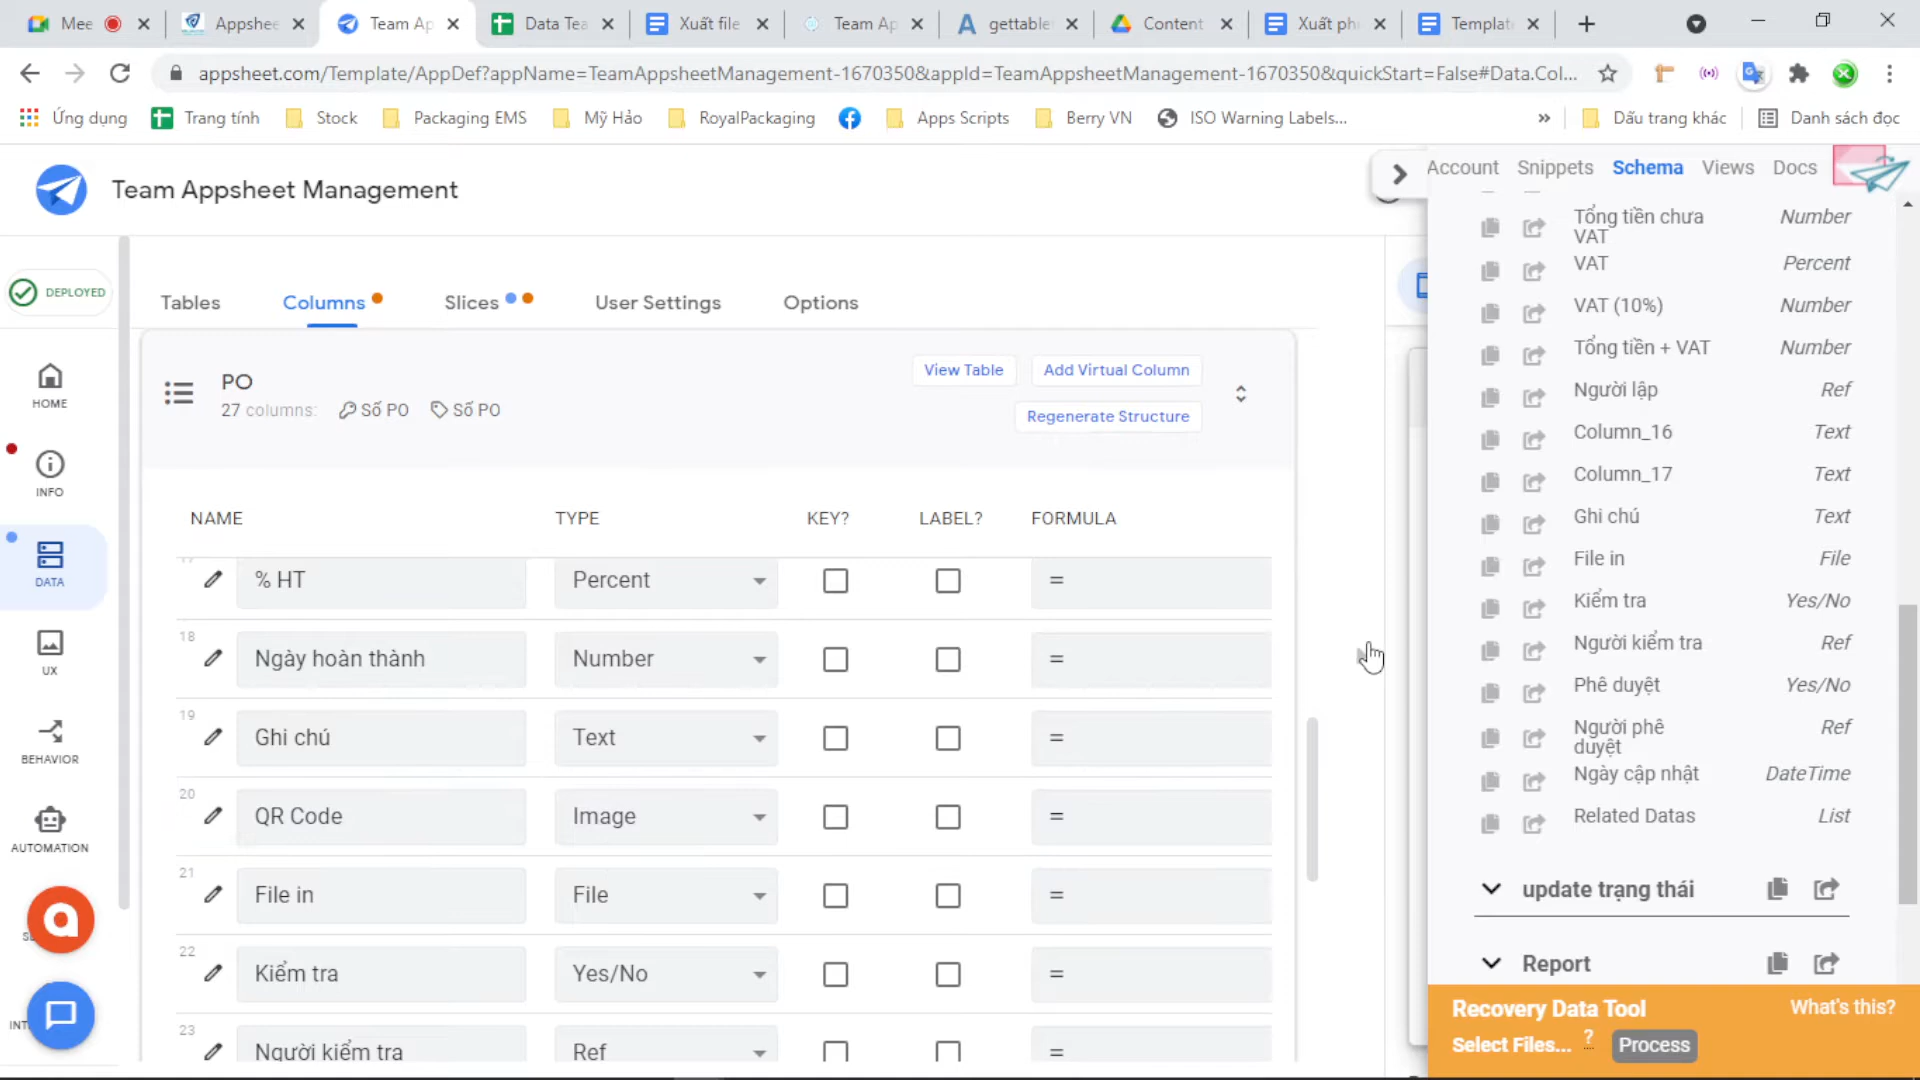 Mee
Appshee
Team Ap
Data Tea
Xuất file
Team Ap
gettable
Content
Xuất ph
Templat
appsheet.com/Template/AppDef?appName=TeamAppsheetManagement-1670350&appId=TeamAppsheetManagement-1670350&quickStart=False#Data.Col...
Ứng dụng
Trang tính
Stock
Packaging EMS
Mỹ Hảo
RoyalPackaging
Apps Scripts
Berry VN
ISO Warning Labels...
»
Dấu trang khác
Danh sách đọc
Team Appsheet Management
Account Snippets Schema Views Docs
DEPLOYED
HOME
INFO
DATA
UX
BEHAVIOR
AUTOMATION
Tables Columns Slices User Settings Options
PO
27 columns: Số PO Số PO
View Table
Add Virtual Column
Regenerate Structure
NAME TYPE KEY? LABEL? FORMULA
17 % HT Percent =
18 Ngày hoàn thành Number =
19 Ghi chú Text =
20 QR Code Image =
21 File in File =
22 Kiểm tra Yes/No =
23 Người kiểm tra Ref =
Tổng tiền chưa Number
VAT
VAT Percent
VAT (10%) Number
Tổng tiền + VAT Number
Người lập Ref
Column_16 Text
Column_17 Text
Ghi chú Text
File in File
Kiểm tra Yes/No
Người kiểm tra Ref
Phê duyệt Yes/No
Người phê Ref
duyệt
Ngày cập nhật DateTime
Related Datas List
update trạng thái
Report
Recovery Data Tool What's this?
Select Files... ? Process